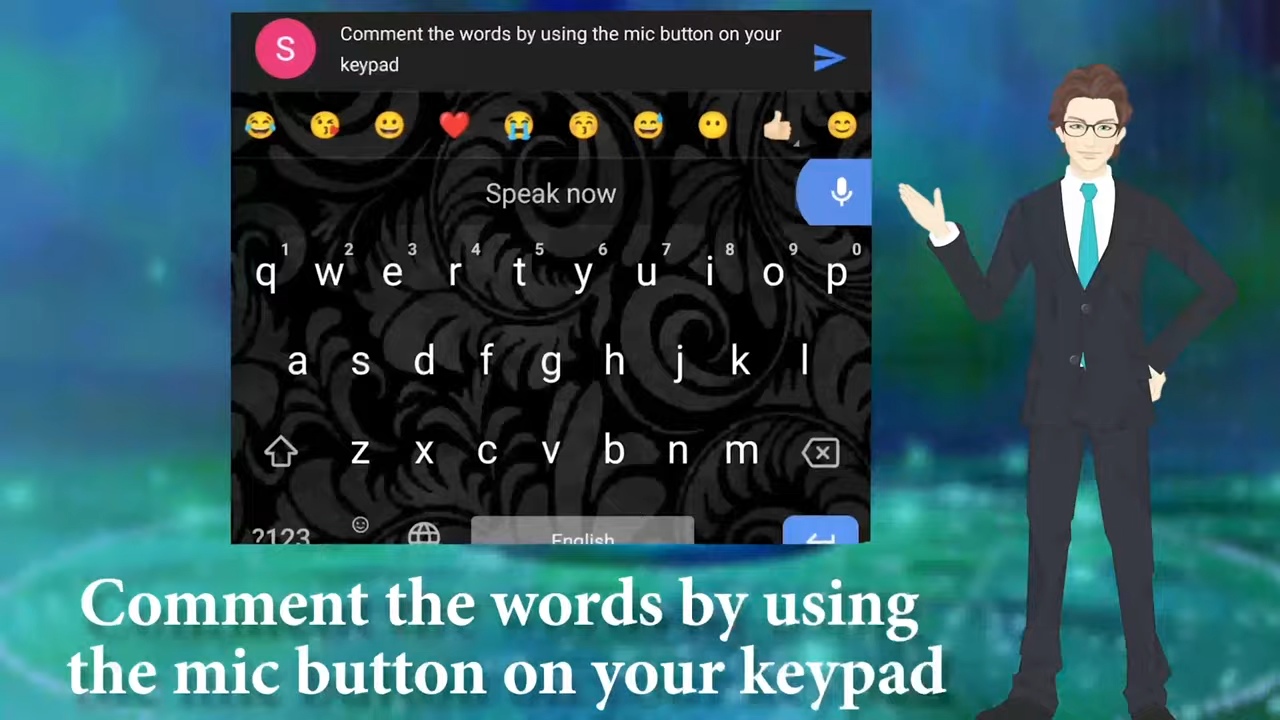 S
Comment the words by using the mic button on your
keypad
Speak now
1 2 3 4 5 6 7 8 9 0
q w e r t y u i o p
a s d f g h j k l
z x c v b n m
?123
English
Comment the words by using
the mic button on your keypad